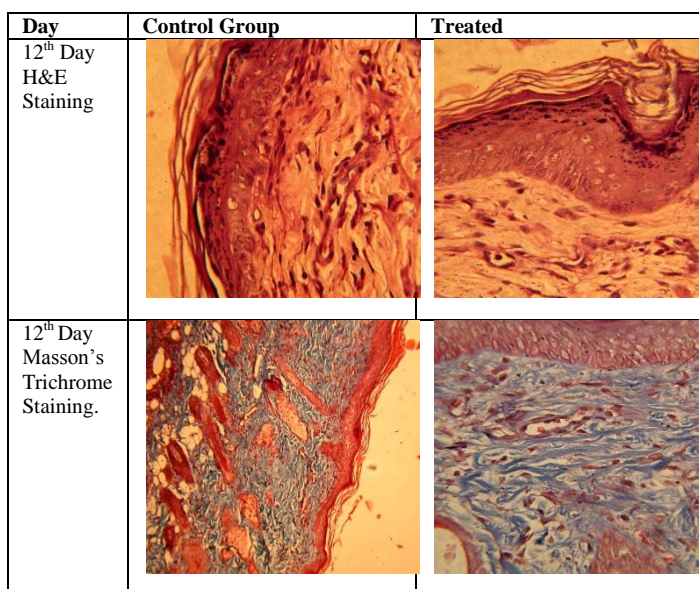 Day
Control Group
Treated
12th Day
H&E
Staining
12th Day
Masson's
Trichrome
Staining.